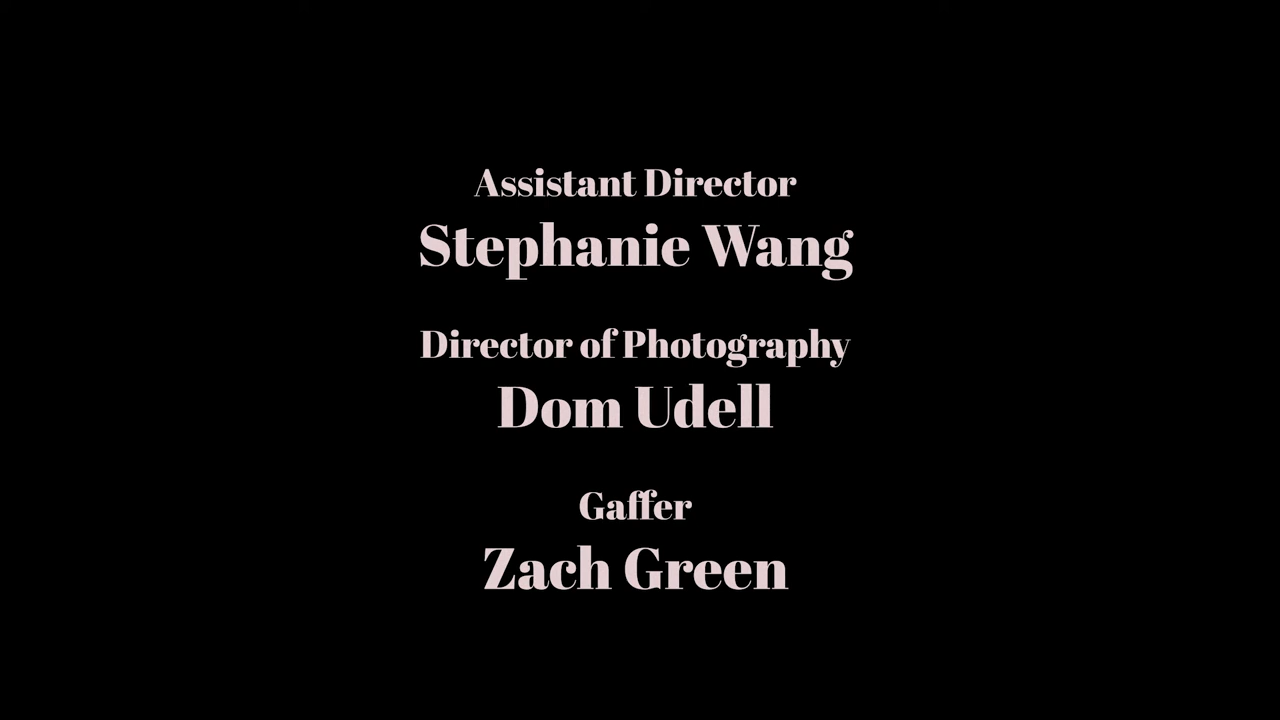 Assistant Director
Stephanie Wang
Director of Photography
Dom Udell
Gaffer
Zach Green